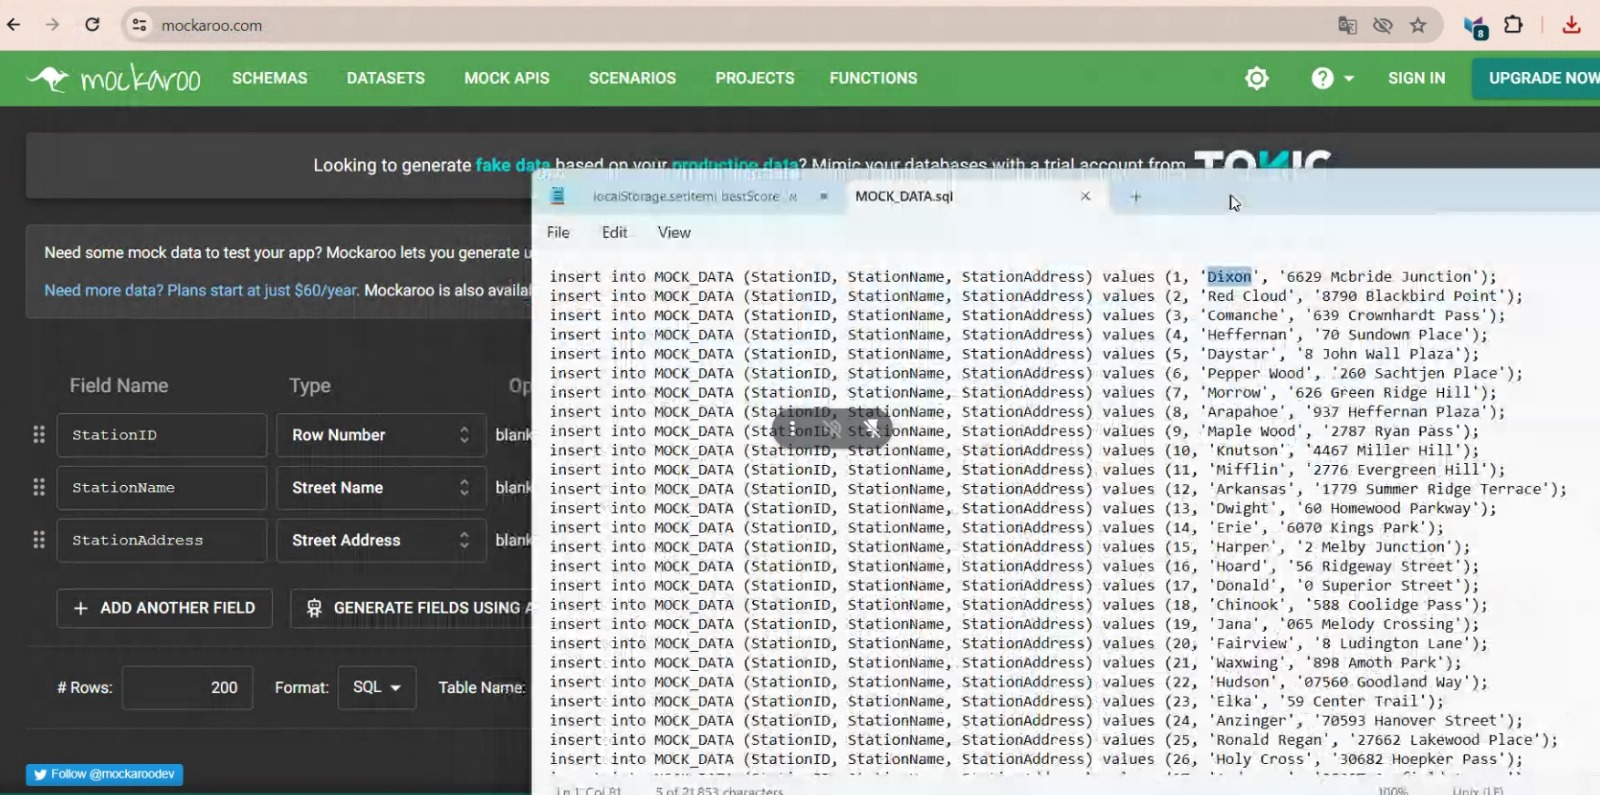 mockaroo.com
8
mockaroo SCHEMAS DATASETS MOCK APIS SCENARIOS PROJECTS FUNCTIONS SIGN IN UPGRADE NOW
Looking to generate fake data based on your production data? Mimic your databases with a trial account from TONIC
localStorage.setItem( bestScore MOCK_DATA.sql
File Edit View
Need some mock data to test your app? Mockaroo lets you generate u
Need more data? Plans start at just $60/year. Mockaroo is also availal
Field Name Type Op
StationID Row Number blank
StationName Street Name blank
StationAddress Street Address blank
+ ADD ANOTHER FIELD GENERATE FIELDS USING A
# Rows: 200 Format: SQL Table Name:
Follow @mockaroodev
insert into MOCK_DATA (StationID, StationName, StationAddress) values (1, 'Dixon', '6629 Mcbride Junction');
insert into MOCK_DATA (StationID, StationName, StationAddress) values (2, 'Red Cloud', '8790 Blackbird Point');
insert into MOCK_DATA (StationID, StationName, StationAddress) values (3, 'Comanche', '639 Crownhardt Pass');
insert into MOCK_DATA (StationID, StationName, StationAddress) values (4, 'Heffernan', '70 Sundown Place');
insert into MOCK_DATA (StationID, StationName, StationAddress) values (5, 'Daystar', '8 John Wall Plaza');
insert into MOCK_DATA (StationID, StationName, StationAddress) values (6, 'Pepper Wood', '260 Sachtjen Place');
insert into MOCK_DATA (StationID, StationName, StationAddress) values (7, 'Morrow', '626 Green Ridge Hill');
insert into MOCK_DATA (StationID, StationName, StationAddress) values (8, 'Arapahoe', '937 Heffernan Plaza');
insert into MOCK_DATA (StationID, StationName, StationAddress) values (9, 'Maple Wood', '2787 Ryan Pass');
insert into MOCK_DATA (StationID, StationName, StationAddress) values (10, 'Knutson', '4467 Miller Hill');
insert into MOCK_DATA (StationID, StationName, StationAddress) values (11, 'Mifflin', '2776 Evergreen Hill');
insert into MOCK_DATA (StationID, StationName, StationAddress) values (12, 'Arkansas', '1779 Summer Ridge Terrace');
insert into MOCK_DATA (StationID, StationName, StationAddress) values (13, 'Dwight', '60 Homewood Parkway');
insert into MOCK_DATA (StationID, StationName, StationAddress) values (14, 'Erie', '6070 Kings Park');
insert into MOCK_DATA (StationID, StationName, StationAddress) values (15, 'Harper', '2 Melby Junction');
insert into MOCK_DATA (StationID, StationName, StationAddress) values (16, 'Hoard', '56 Ridgeway Street');
insert into MOCK_DATA (StationID, StationName, StationAddress) values (17, 'Donald', '0 Superior Street');
insert into MOCK_DATA (StationID, StationName, StationAddress) values (18, 'Chinook', '588 Coolidge Pass');
insert into MOCK_DATA (StationID, StationName, StationAddress) values (19, 'Jana', '065 Melody Crossing');
insert into MOCK_DATA (StationID, StationName, StationAddress) values (20, 'Fairview', '8 Ludington Lane');
insert into MOCK_DATA (StationID, StationName, StationAddress) values (21, 'Waxwing', '898 Amoth Park');
insert into MOCK_DATA (StationID, StationName, StationAddress) values (22, 'Hudson', '07560 Goodland Way');
insert into MOCK_DATA (StationID, StationName, StationAddress) values (23, 'Elka', '59 Center Trail');
insert into MOCK_DATA (StationID, StationName, StationAddress) values (24, 'Anzinger', '70593 Hanover Street');
insert into MOCK_DATA (StationID, StationName, StationAddress) values (25, 'Ronald Regan', '27662 Lakewood Place');
insert into MOCK_DATA (StationID, StationName, StationAddress) values (26, 'Holy Cross', '30682 Hoepker Pass');
Ln 1, Col 81 5 of 21,853 characters 100% Unix (LF)